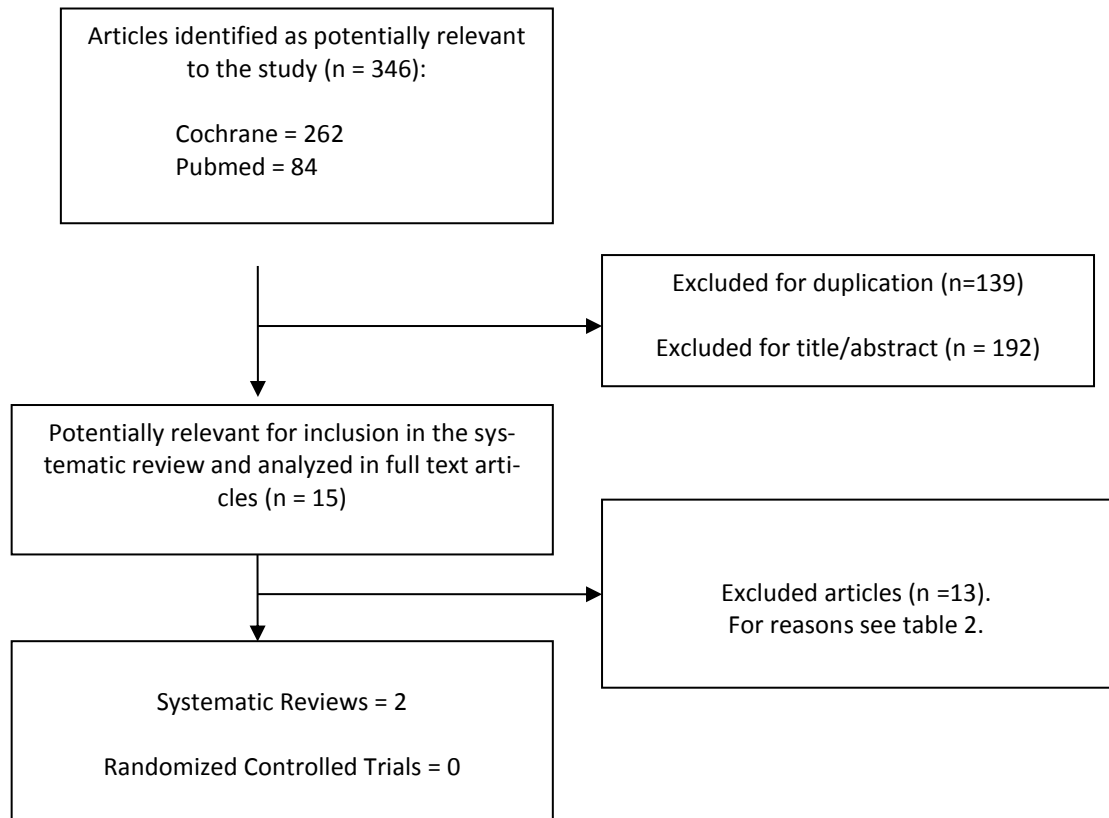 Articles identified as potentially relevant
to the study (n = 346):
Cochrane = 262
Pubmed = 84
Excluded for duplication (n=139)
Excluded for title/abstract (n = 192)
Potentially relevant for inclusion in the sys-
tematic review and analyzed in full text arti-
cles (n = 15)
Excluded articles (n =13).
For reasons see table 2.
Systematic Reviews = 2
Randomized Controlled Trials = 0